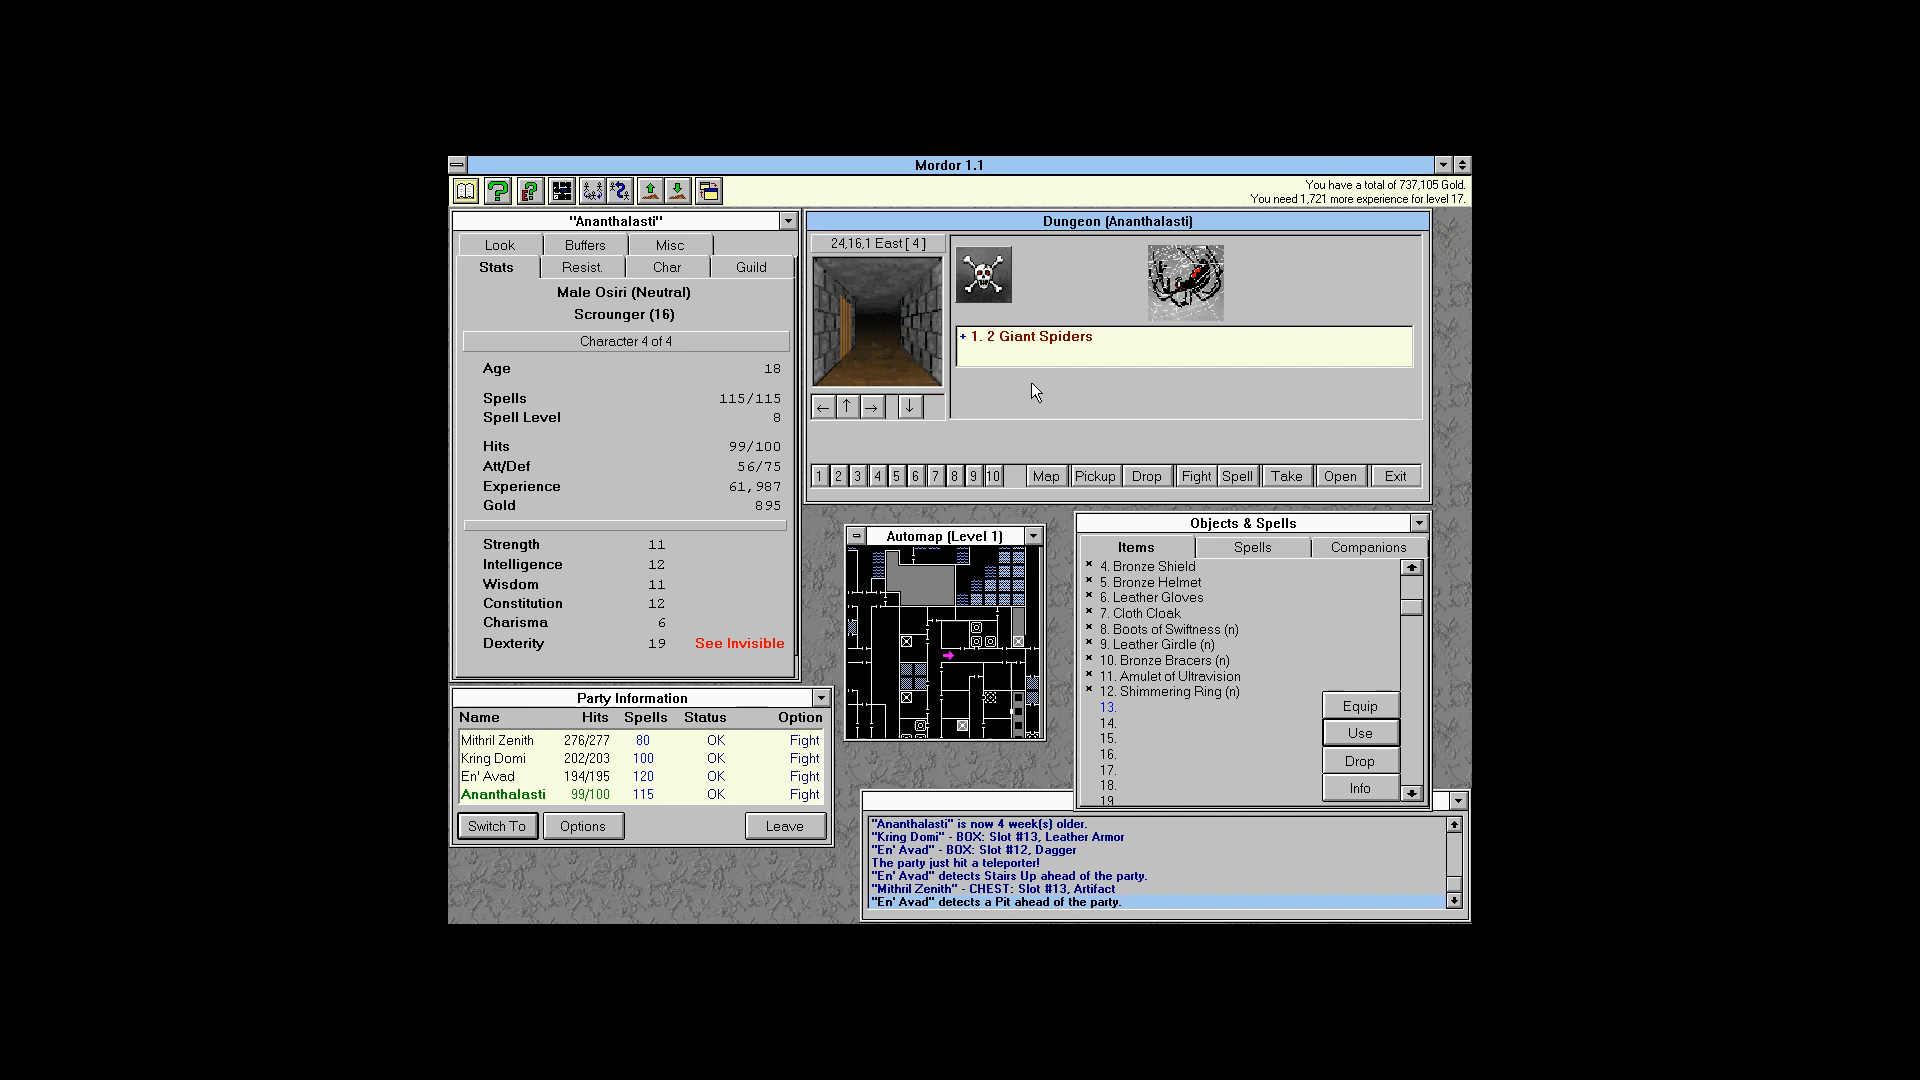 Mordor 1.1
You have a total of 737,105 Gold.
You need 1,721 more experience for level 17.
"Ananthalasti"
Look Buffers Misc
Stats Resist. Char Guild
Male Osiri (Neutral)
Scrounger (16)
Character 4 of 4
Age 18
Spells 115/115
Spell Level 8
Hits 99/100
Att/Def 56/75
Experience 61,987
Gold 895
Strength 11
Intelligence 12
Wisdom 11
Constitution 12
Charisma 6
Dexterity 19 See Invisible
Dungeon (Ananthalasti)
24,16,1 East [ 4 ]
+ 1. 2 Giant Spiders
1 2 3 4 5 6 7 8 9 10 Map Pickup Drop Fight Spell Take Open Exit
Automap (Level 1)
Objects & Spells
Items Spells Companions
× 4. Bronze Shield
× 5. Bronze Helmet
× 6. Leather Gloves
× 7. Cloth Cloak
× 8. Boots of Swiftness (n)
× 9. Leather Girdle (n)
× 10. Bronze Bracers (n)
× 11. Amulet of Ultravision
× 12. Shimmering Ring (n)
13.
14.
15.
16.
17.
18.
19
Equip
Use
Drop
Info
Party Information
Name Hits Spells Status Option
Mithril Zenith 276/277 80 OK Fight
Kring Domi 202/203 100 OK Fight
En' Avad 194/195 120 OK Fight
Ananthalasti 99/100 115 OK Fight
Switch To Options Leave
"Ananthalasti" is now 4 week(s) older.
"Kring Domi" - BOX: Slot #13, Leather Armor
"En' Avad" - BOX: Slot #12, Dagger
The party just hit a teleporter!
"En' Avad" detects Stairs Up ahead of the party.
"Mithril Zenith" - CHEST: Slot #13, Artifact
"En' Avad" detects a Pit ahead of the party.